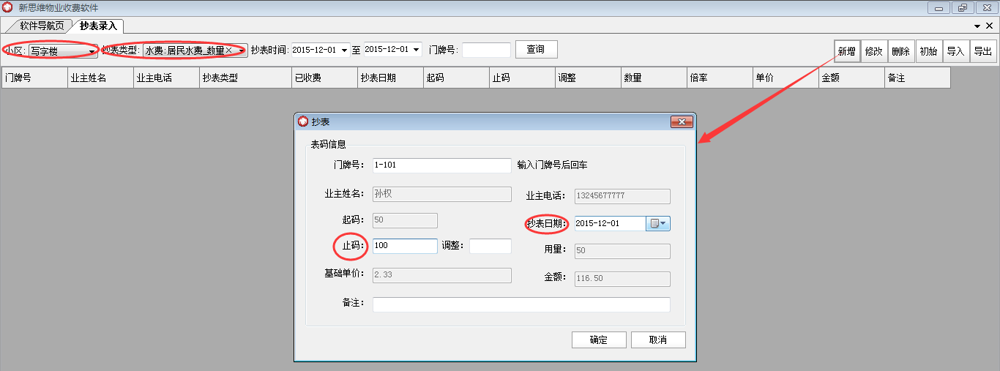 新思维物业收费软件
软件导航页 抄表录入
小区: 写字楼 抄表类型: 水费:居民水费_数量× 抄表时间: 2015-12-01 至 2015-12-01 门牌号: 查询 新增 修改 删除 初始 导入 导出
门牌号 业主姓名 业主电话 抄表类型 已收费 抄表日期 起码 止码 调整 数量 倍率 单价 金额 备注
抄表
表码信息
门牌号: 1-101 输入门牌号后回车
业主姓名: 孙权 业主电话: 13245677777
起码: 50 抄表日期: 2015-12-01
止码: 100 调整: 用量: 50
基础单价: 2.33 金额: 116.50
备注:
确定 取消